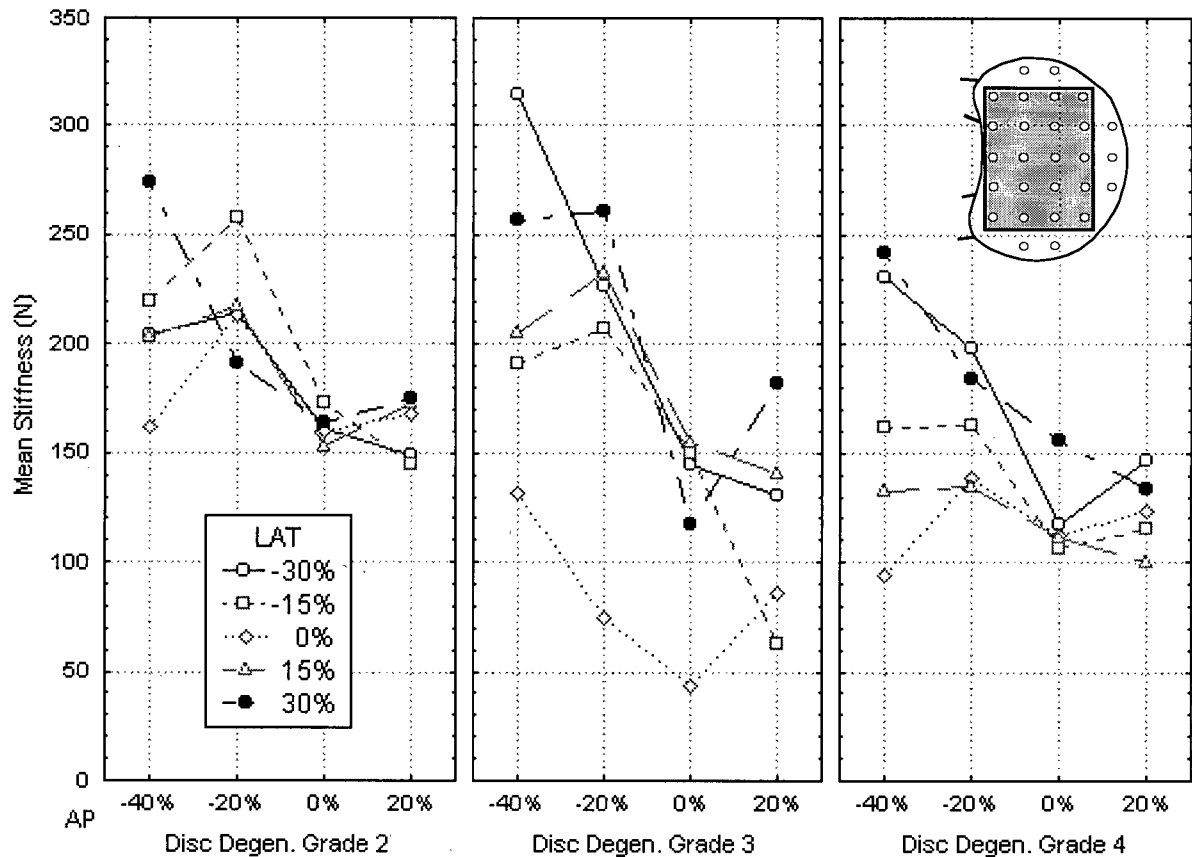 350
300
250
200
150
100
50
0
Mean Stiffness (N)
LAT
-30%
-15%
0%
15%
30%
AP
-40% -20% 0% 20%
-40% -20% 0% 20%
-40% -20% 0% 20%
Disc Degen. Grade 2
Disc Degen. Grade 3
Disc Degen. Grade 4